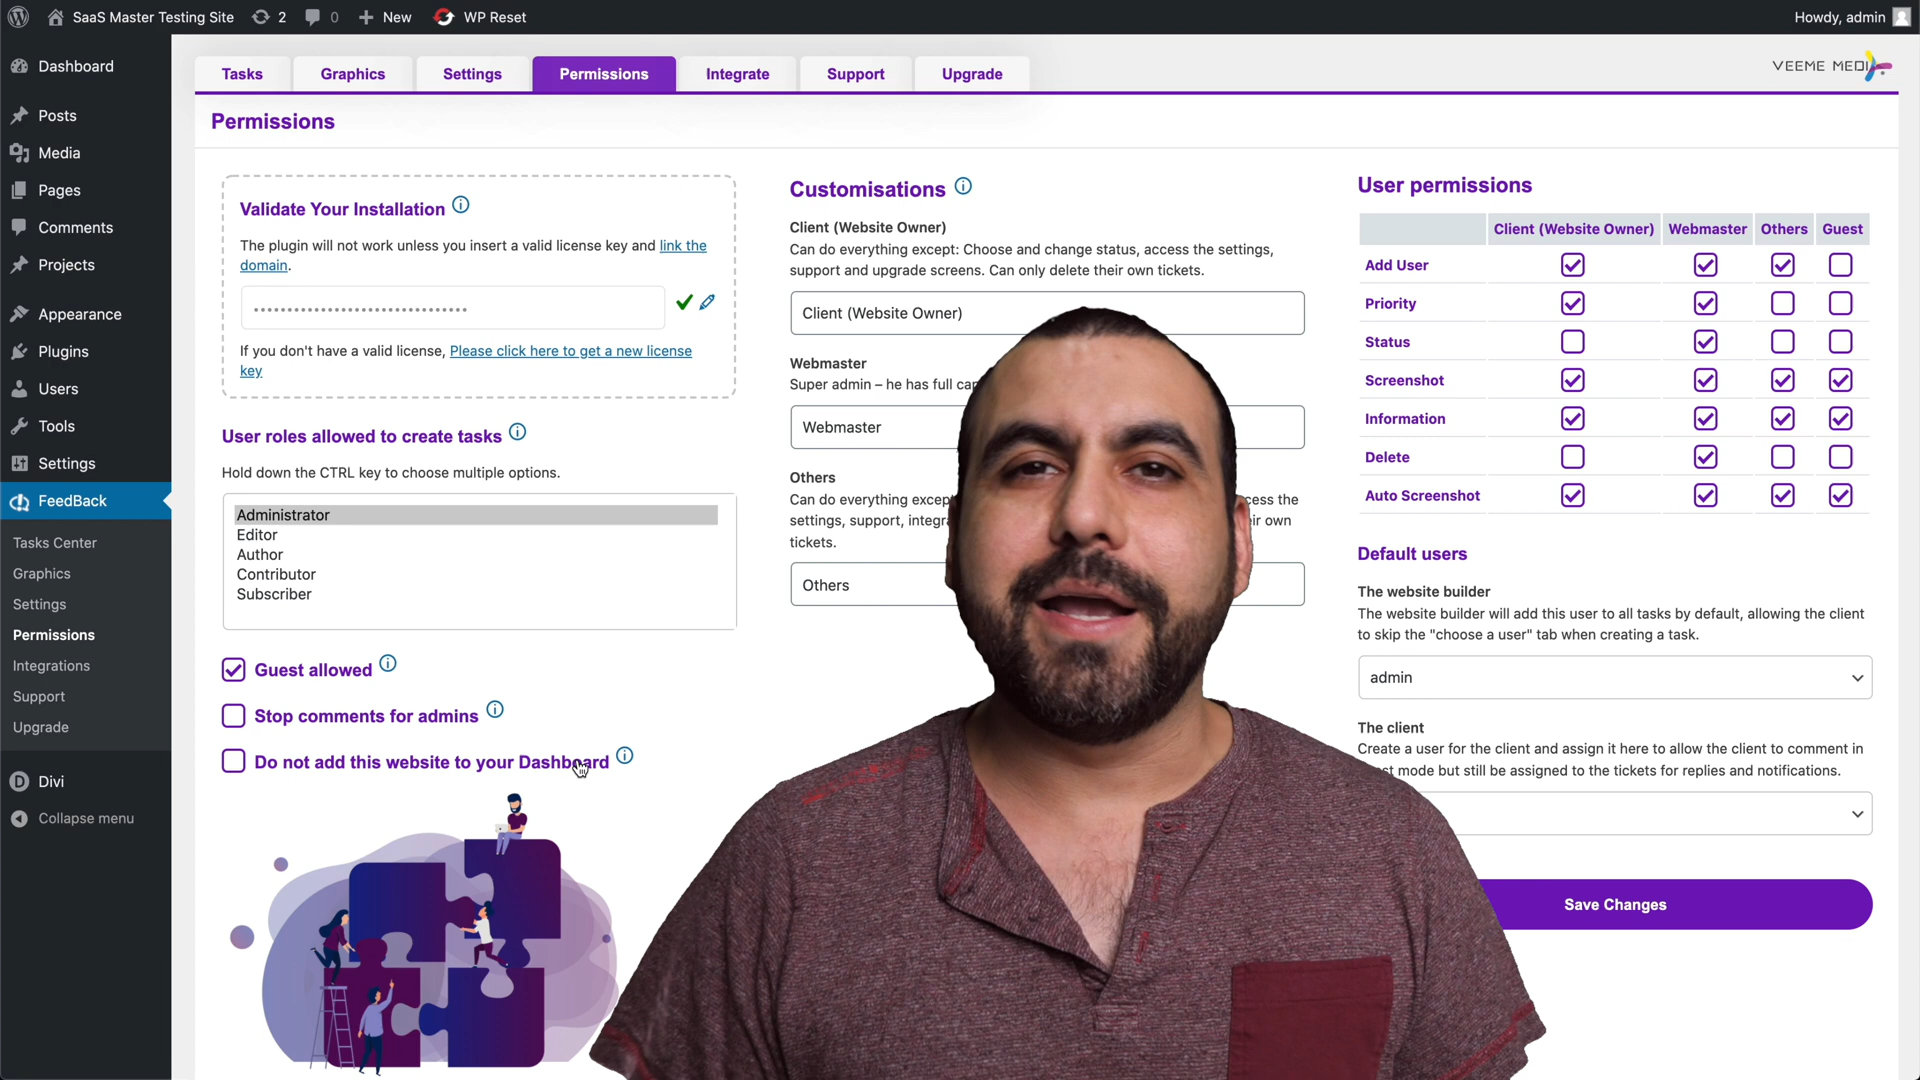 SaaS Master Testing Site 2 0 New WP Reset Howdy, admin
Dashboard
Posts
Media
Pages
Comments
Projects
Appearance
Plugins
Users
Tools
Settings
FeedBack
Tasks Center
Graphics
Settings
Permissions
Integrations
Support
Upgrade
Divi
Collapse menu
Tasks Graphics Settings Permissions Integrate Support Upgrade
VEEME MEDI
Permissions
Validate Your Installation
The plugin will not work unless you insert a valid license key and link the
domain.
If you don't have a valid license, Please click here to get a new license
key
User roles allowed to create tasks
Hold down the CTRL key to choose multiple options.
Administrator
Editor
Author
Contributor
Subscriber
Guest allowed
Stop comments for admins
Do not add this website to your Dashboard
Customisations
Client (Website Owner)
Can do everything except: Choose and change status, access the settings,
support and upgrade screens. Can only delete their own tickets.
Client (Website Owner)
Webmaster
Super admin – he has full
Webmaster
Others
Can do everything the
settings, support, own
tickets.
Others
User permissions
Client (Website Owner) Webmaster Others Guest
Add User
Priority
Status
Screenshot
Information
Delete
Auto Screenshot
Default users
The website builder
The website builder will add this user to all tasks by default, allowing the client
to skip the "choose a user" tab when creating a task.
admin
The client
Create a user for the client and assign it here to allow the client to comment in
mode but still be assigned to the tickets for replies and notifications.
Save Changes